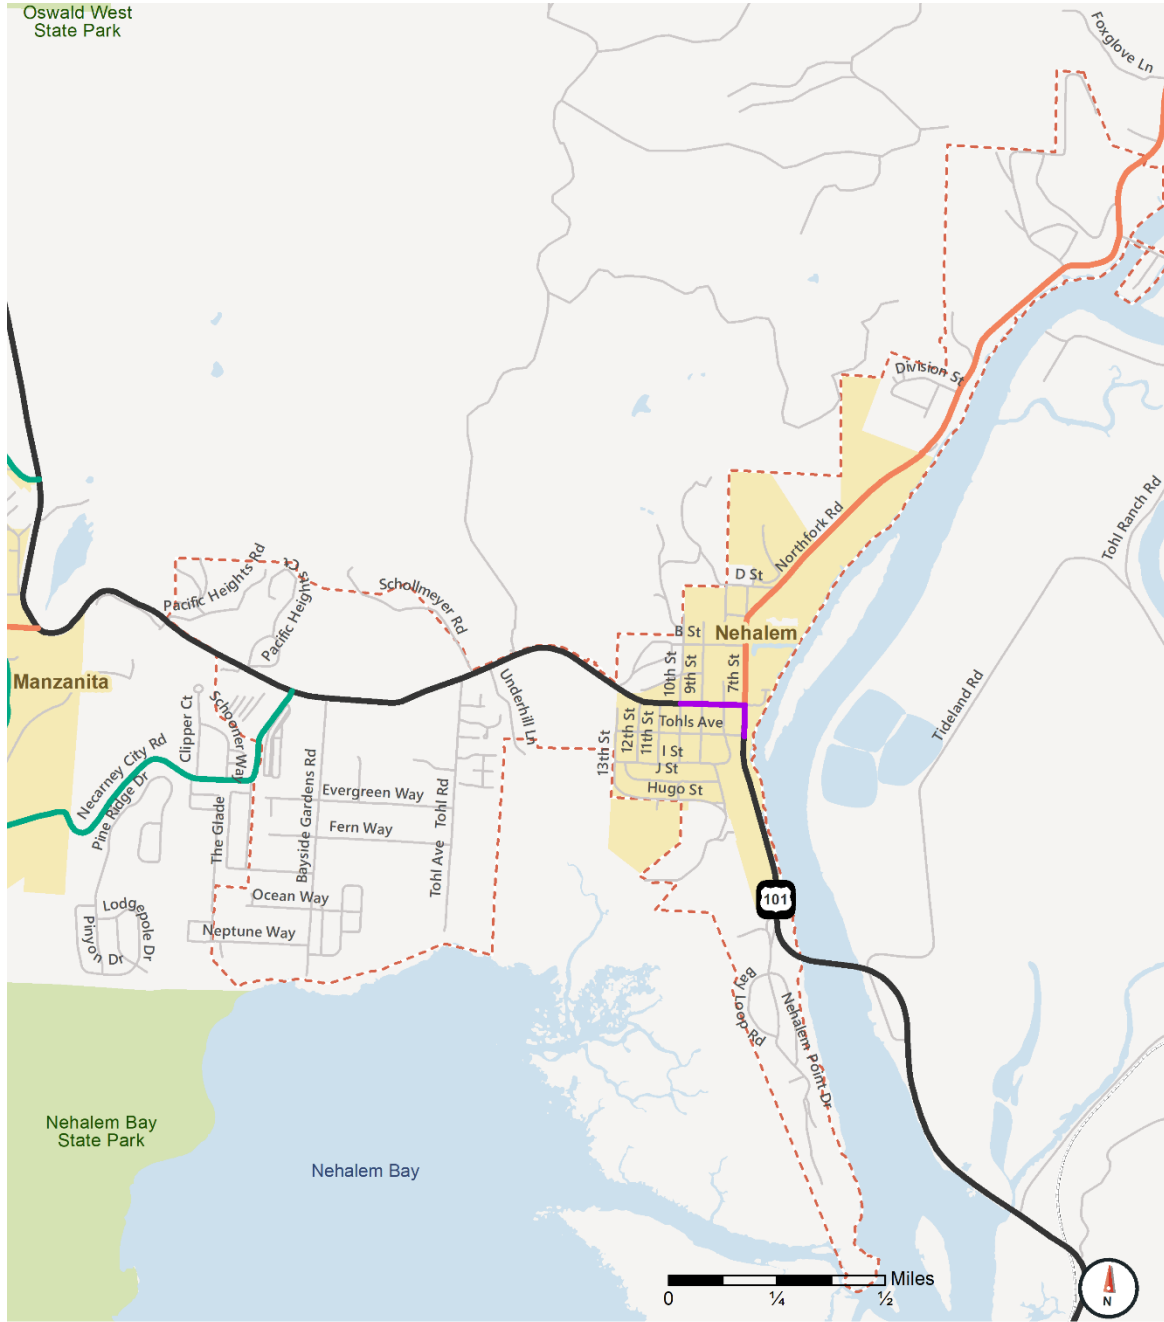 Oswald West
State Park
Foxglove Ln
Division St
Tohl Ranch Rd
Northfork Rd
D St
Pacific Heights Rd
Pacific Heights Ct
Schollmeyer Rd
B St
Nehalem
10th St
9th St
7th St
Manzanita
Underhill Ln
Tideland Rd
Clipper Ct
Schooner Way
13th St
12th St
11th St
Tohls Ave
I St
J St
Hugo St
Necarney City Rd
Pine Ridge Dr
The Glade
Bayside Gardens Rd
Evergreen Way
Fern Way
Tohl Rd
Tohl Ave
Ocean Way
Neptune Way
Lodgepole Dr
Pinyon Dr
101
Bay Loop Rd
Nehalem Point Dr
Nehalem Bay
State Park
Nehalem Bay
Miles
0 ¼ ½
N